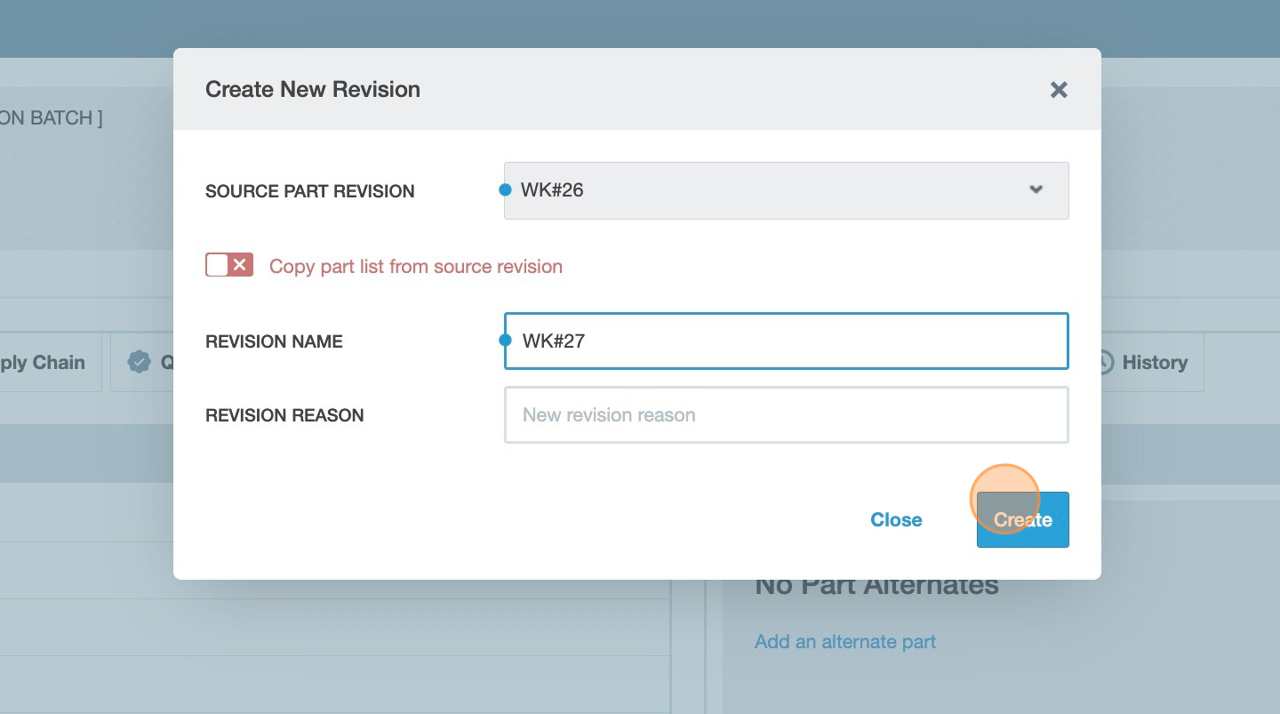 Create New Revision
ON BATCH ]
SOURCE PART REVISION
WK#26
Copy part list from source revision
REVISION NAME
WK#27
ply Chain
Q
History
REVISION REASON
New revision reason
Close
Create
No Part Alternates
Add an alternate part